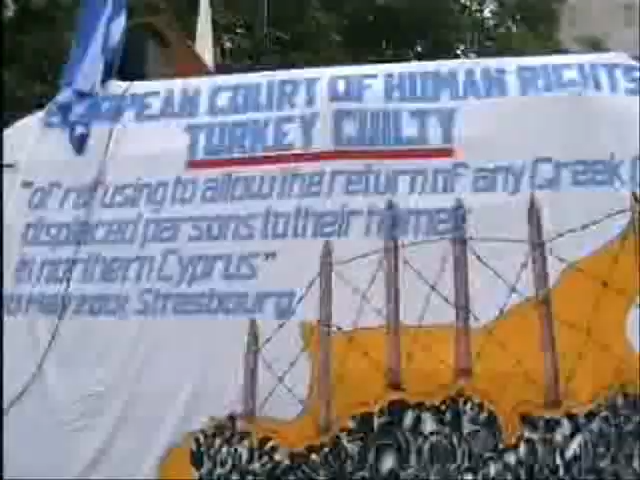 EUROPEAN COURT OF HUMAN RIGHTS
TURKEY GUILTY
"of refusing to allow the return of any Greek
displaced persons to their homes
in northern Cyprus"
Strasbourg